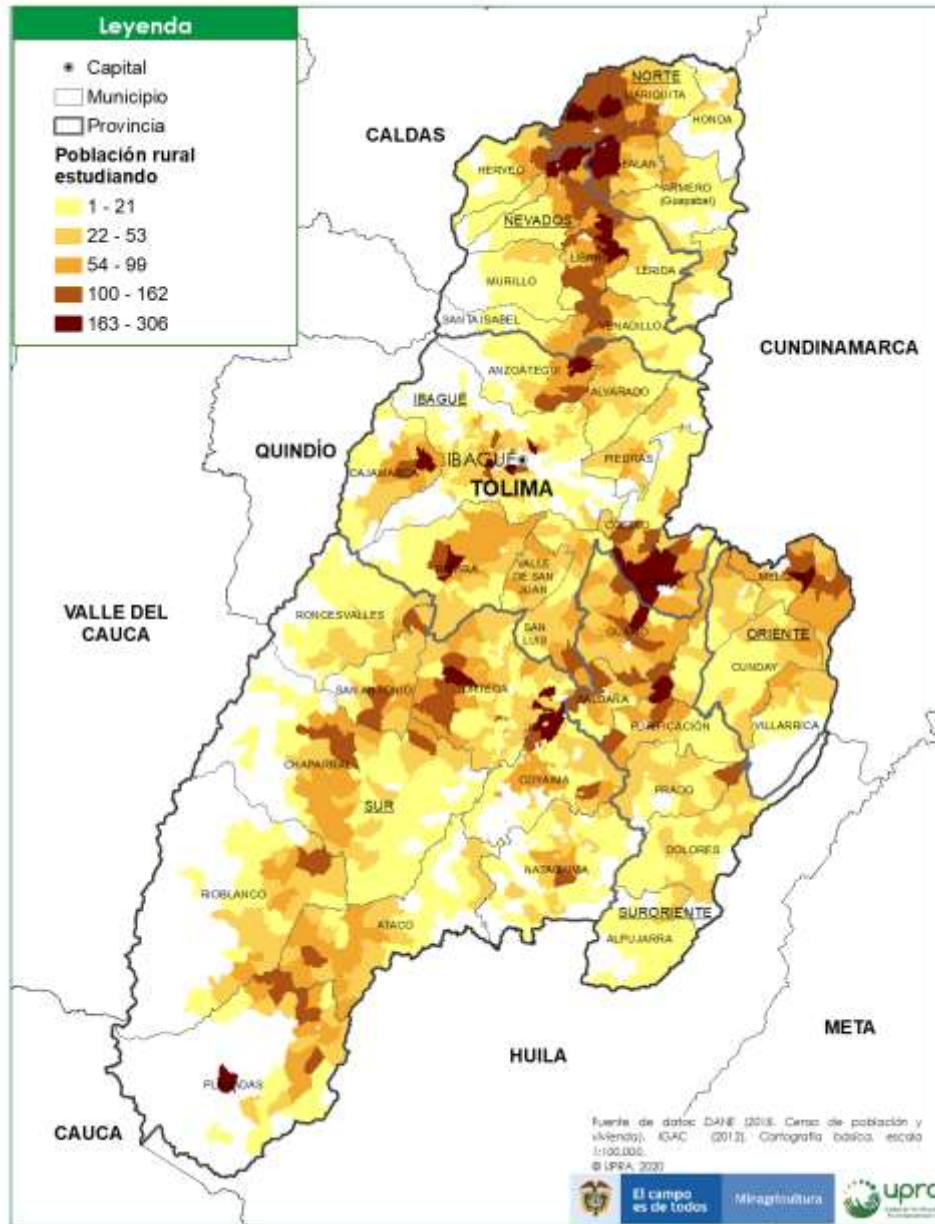 Leyenda
Capital
Municipio
Provincia
Población rural
estudiando
1 - 21
22 - 53
54 - 99
100 - 162
163 - 306
NORTE
MARIQUITA
HONDA
CALDAS
HERVEO
FALAN
ARMERO
(Guayabal)
NEVADOS
LÍBANO
LÉRIDA
MURILLO
SANTA ISABEL
VENADILLO
CUNDINAMARCA
ANZOÁTEGUI
ALVARADO
IBAGUÉ
QUINDÍO
IBAGUÉ
CAJAMARCA
PIEDRAS
TOLIMA
COELLO
VALLE
DE SAN
JUAN
MELGAR
VALLE DEL
CAUCA
RONCESVALLES
SAN
LUIS
GUAMO
ORIENTE
CUNDAY
SAN ANTONIO
ORTEGA
SALDAÑA
PURIFICACIÓN
VILLARRICA
CHAPARRAL
COYAIMA
PRADO
SUR
DOLORES
NATAGAIMA
RIOBLANCO
ATACO
SURORIENTE
ALPUJARRA
META
HUILA
PLANADAS
CAUCA
Fuente de datos: DANE (2018. Censo de población y
vivienda). IGAC (2012). Cartografía básica, escala
1:100.000.
© UPRA, 2020
El campo
es de todos
Minagricultura
upra